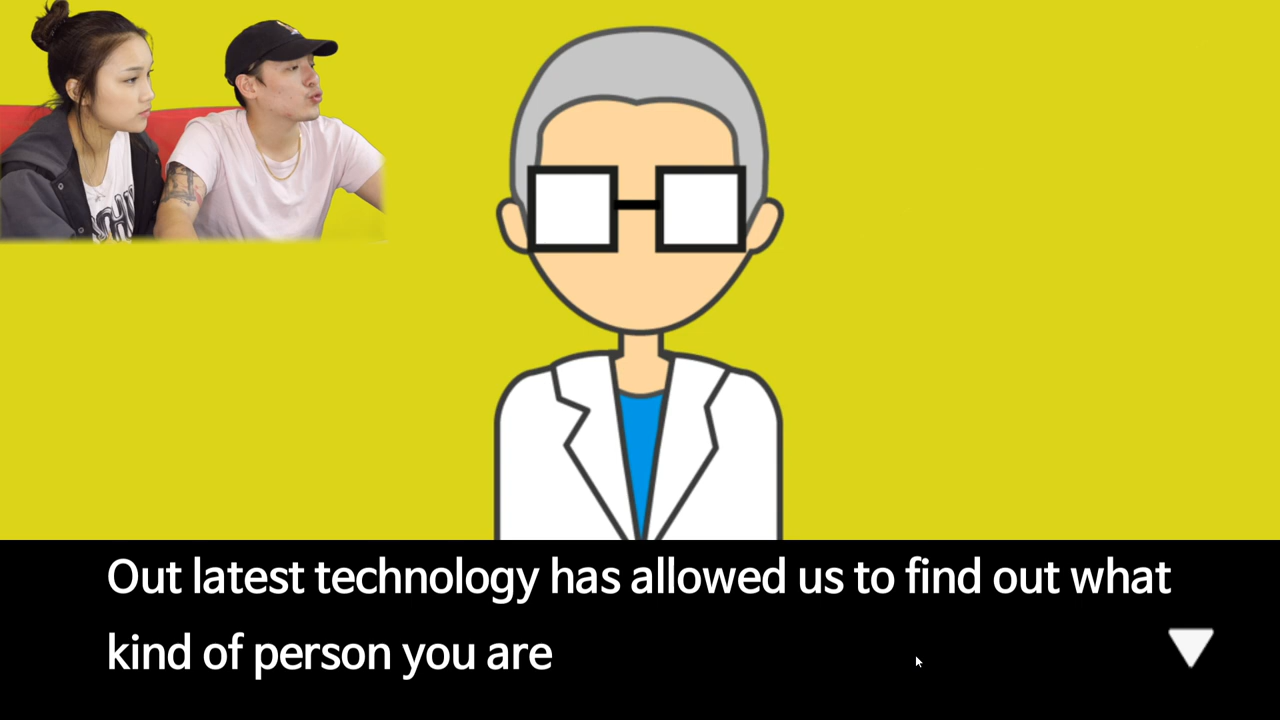 Out latest technology has allowed us to find out what
kind of person you are